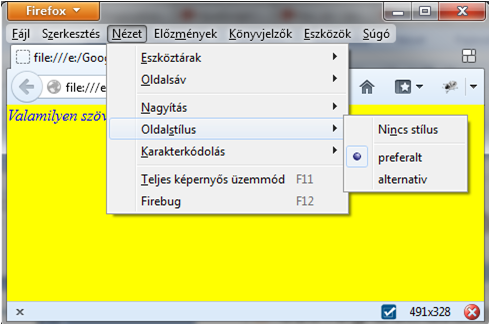 Firefox
Fájl Szerkesztés Nézet Előzmények Könyvjelzők Eszközök Súgó
file:///e:/Goo
file:///e
Valamilyen szöv
Eszköztárak
Oldalsáv
Nagyítás
Oldalstílus
Karakterkódolás
Teljes képernyős üzemmód F11
Firebug F12
Nincs stílus
preferalt
alternativ
491x328